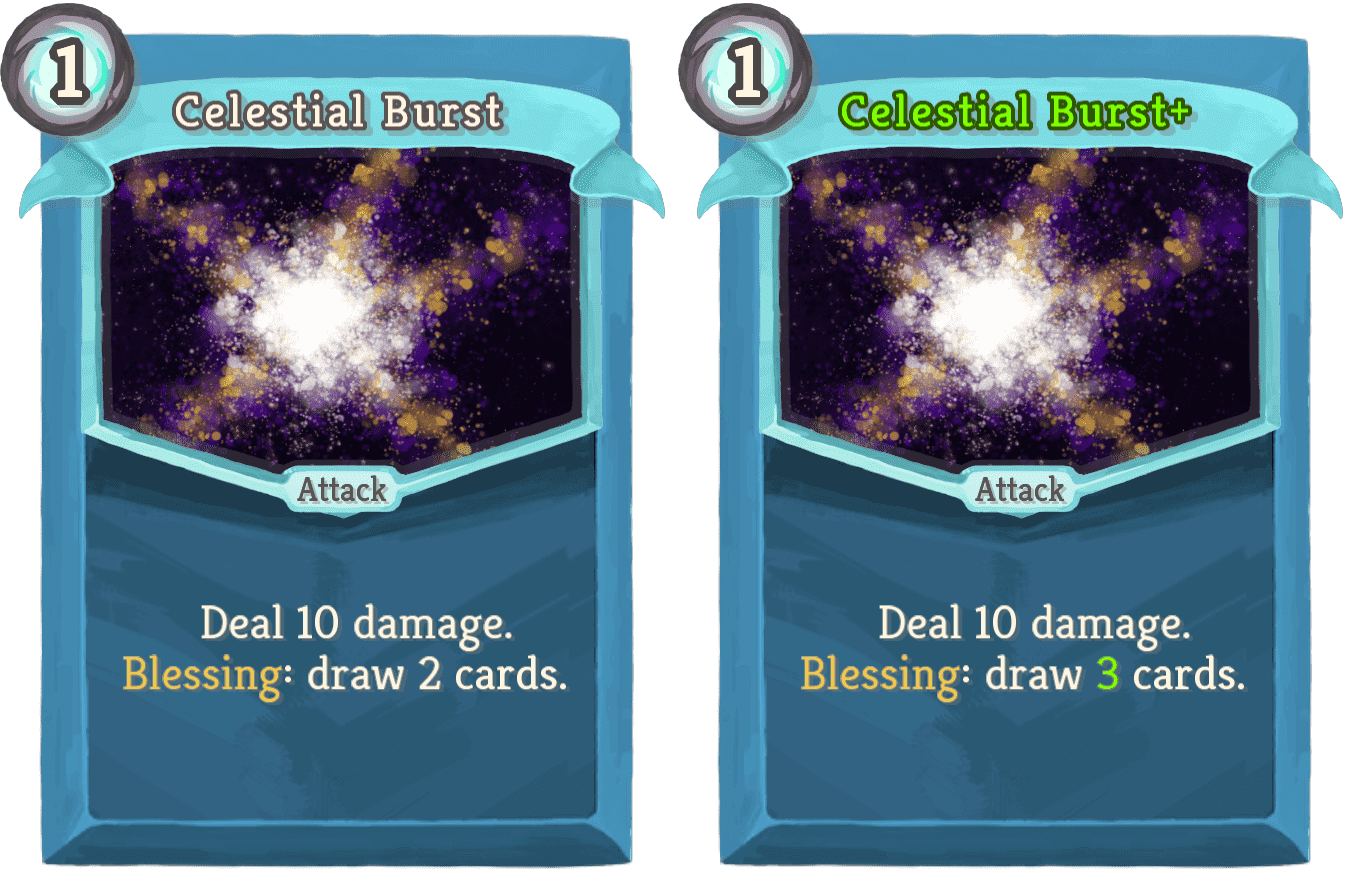 1
Celestial Burst
Attack
Deal 10 damage.
Blessing: draw 2 cards.
1
Celestial Burst+
Attack
Deal 10 damage.
Blessing: draw 3 cards.